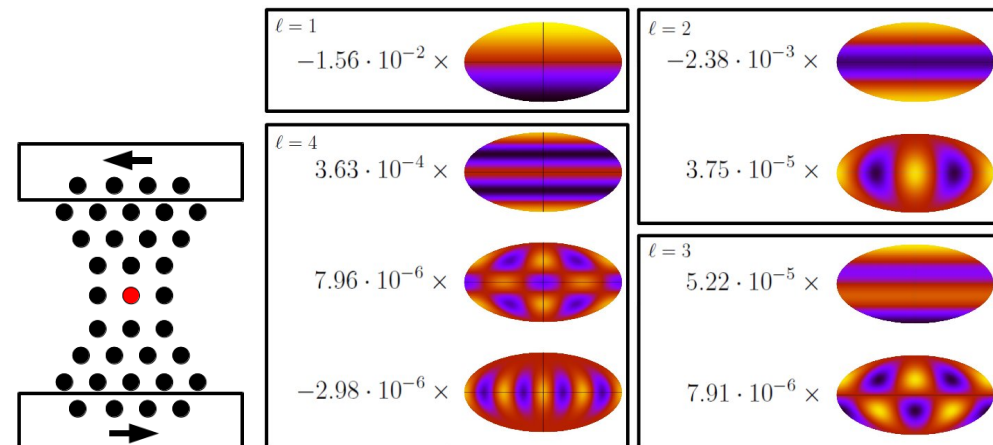 ℓ = 1
−1.56 · 10⁻² ×
ℓ = 4
3.63 · 10⁻⁴ ×
7.96 · 10⁻⁶ ×
−2.98 · 10⁻⁶ ×
ℓ = 2
−2.38 · 10⁻³ ×
3.75 · 10⁻⁵ ×
ℓ = 3
5.22 · 10⁻⁵ ×
7.91 · 10⁻⁶ ×